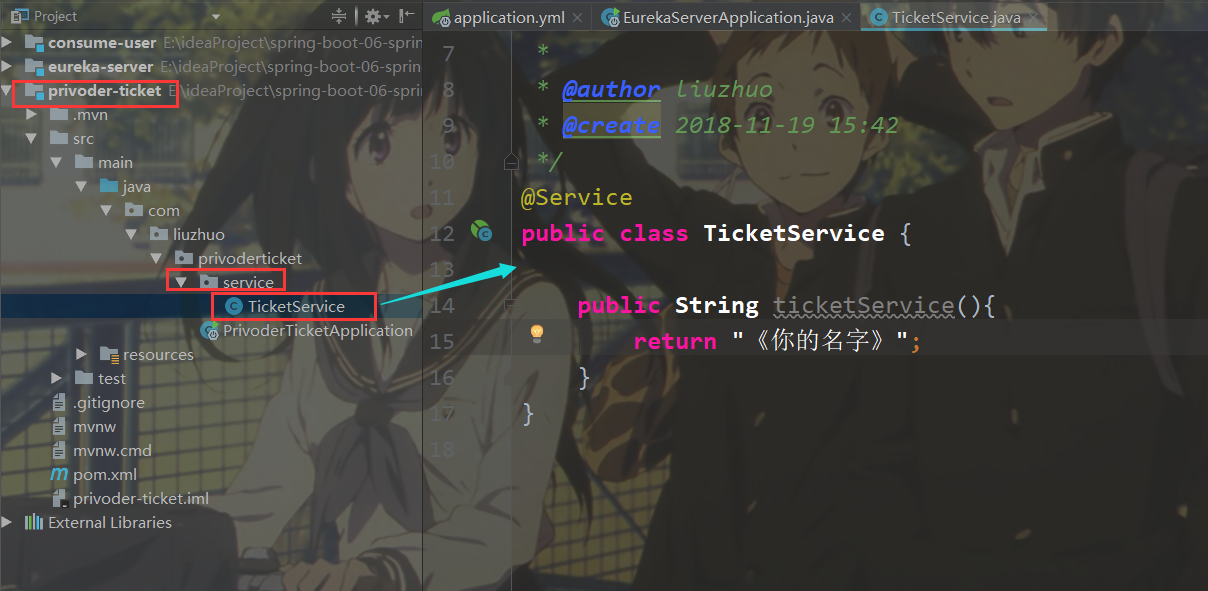 Project
consume-user E:\ideaProject\spring-boot-06-sprin
eureka-server E:\ideaProject\spring-boot-06-sprin
privoder-ticket E:\ideaProject\spring-boot-06-sprin
.mvn
src
main
java
com
liuzhuo
privoderticket
service
TicketService
PrivoderTicketApplication
resources
test
.gitignore
mvnw
mvnw.cmd
pom.xml
privoder-ticket.iml
External Libraries
application.yml EurekaServerApplication.java TicketService.java
7 *
8 * @author liuzhuo
9 * @create 2018-11-19 15:42
10 */
11 @Service
12 public class TicketService {
13
14 public String ticketService(){
15 return "《你的名字》";
16 }
17 }
18